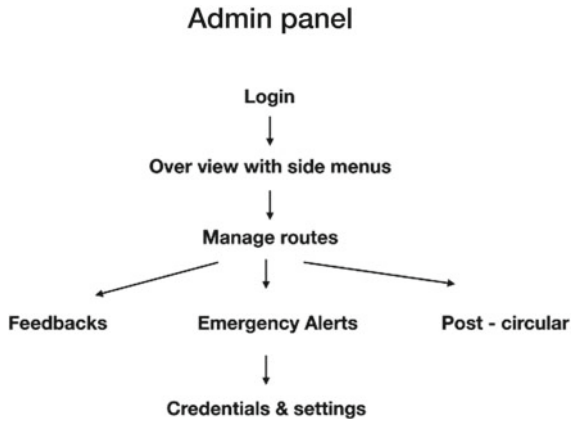 Admin panel
Login
Over view with side menus
Manage routes
Feedbacks
Emergency Alerts
Post - circular
Credentials & settings